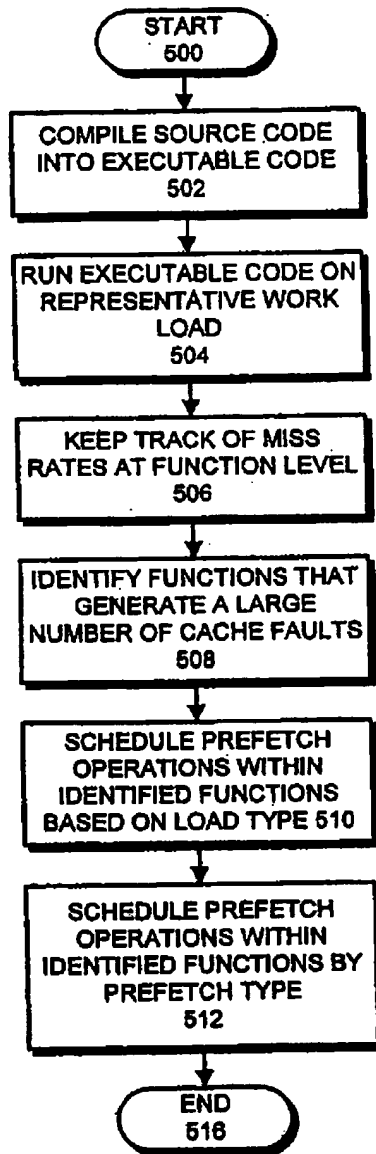 START
500
COMPILE SOURCE CODE
INTO EXECUTABLE CODE
502
RUN EXECUTABLE CODE ON
REPRESENTATIVE WORK
LOAD
504
KEEP TRACK OF MISS
RATES AT FUNCTION LEVEL
506
IDENTIFY FUNCTIONS THAT
GENERATE A LARGE
NUMBER OF CACHE FAULTS
508
SCHEDULE PREFETCH
OPERATIONS WITHIN
IDENTIFIED FUNCTIONS
BASED ON LOAD TYPE 510
SCHEDULE PREFETCH
OPERATIONS WITHIN
IDENTIFIED FUNCTIONS BY
PREFETCH TYPE
512
END
516